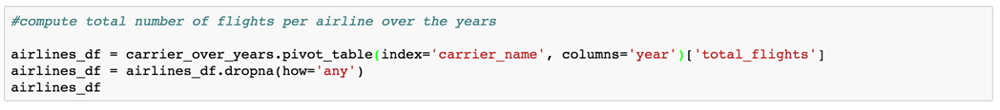 #compute total number of flights per airline over the years
airlines_df = carrier_over_years.pivot_table(index='carrier_name', columns='year')['total_flights']
airlines_df = airlines_df.dropna(how='any')
airlines_df